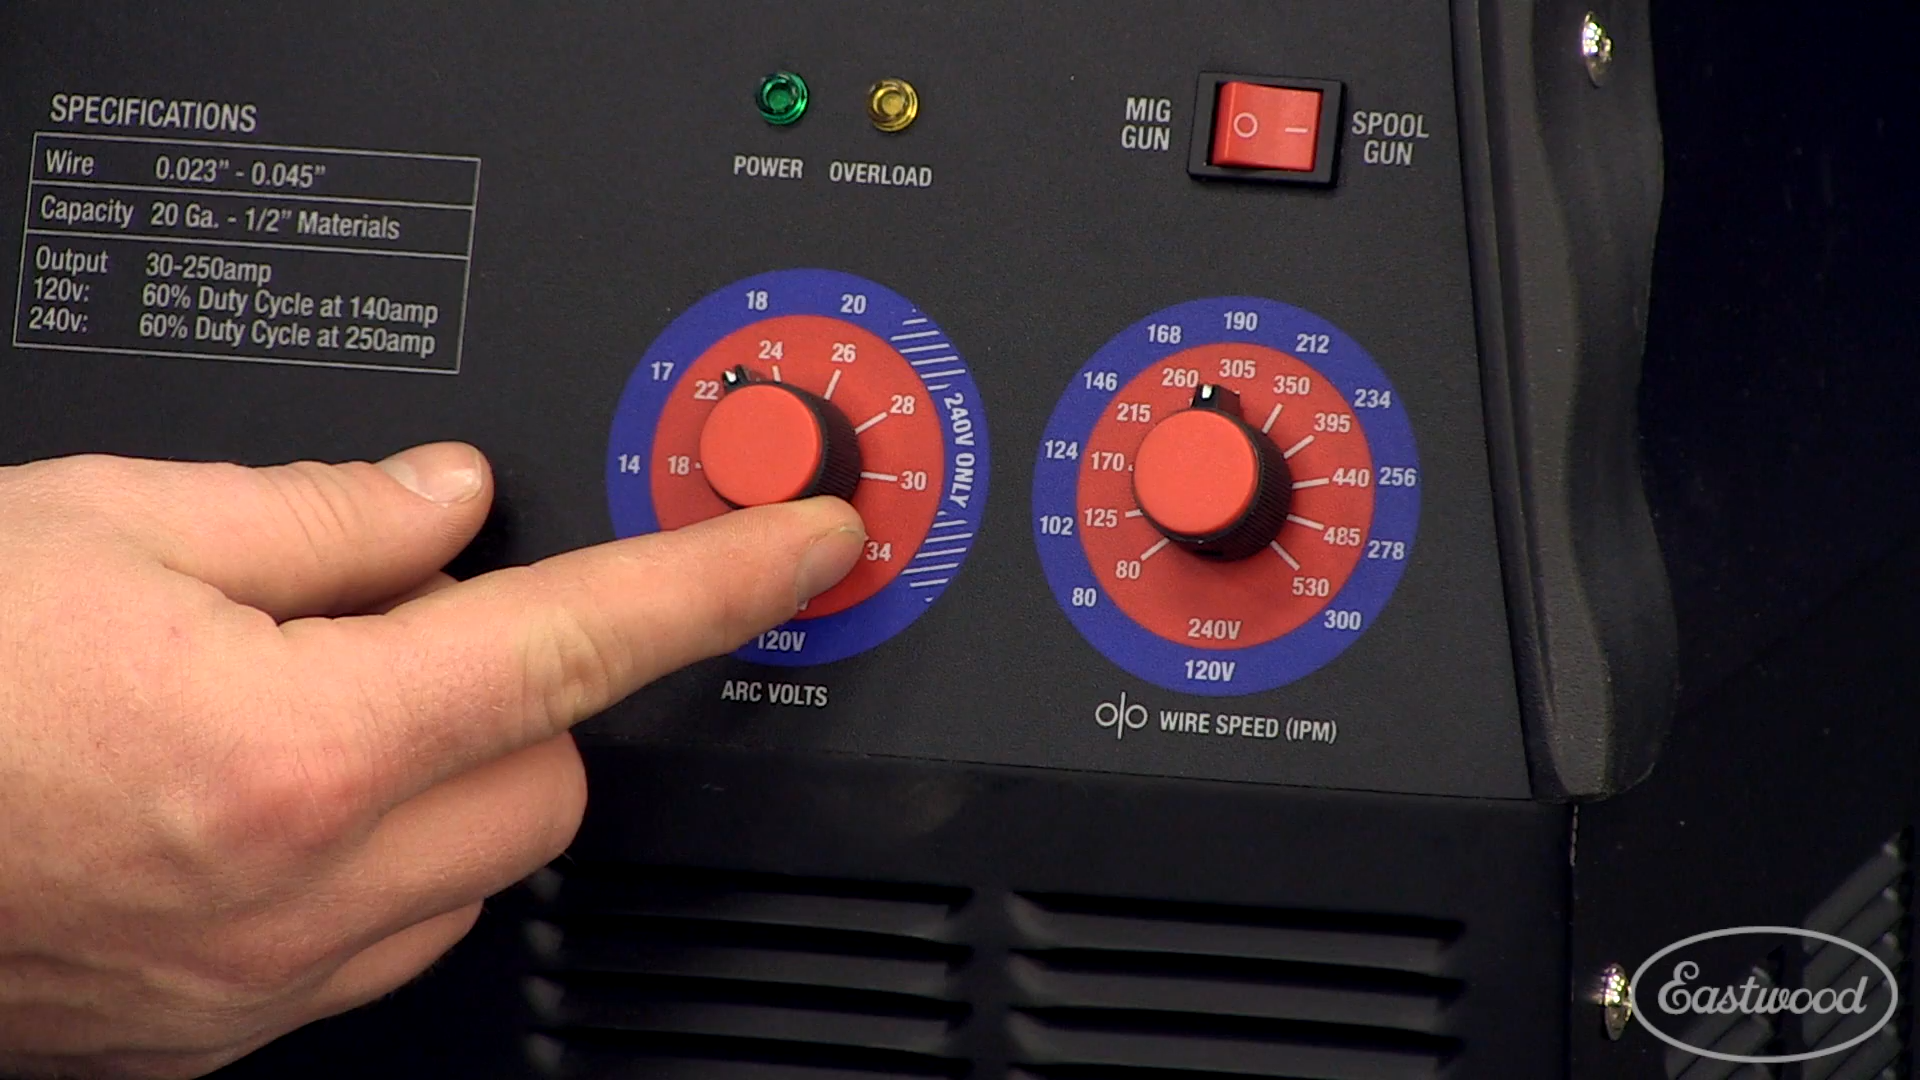 SPECIFICATIONS
Wire 0.023” - 0.045”
Capacity 20 Ga. - 1/2” Materials
Output 30-250amp
120v: 60% Duty Cycle at 140amp
240v: 60% Duty Cycle at 250amp
POWER
OVERLOAD
MIG
GUN
SPOOL
GUN
14
17
18
20
240V ONLY
18
22
24
26
28
30
34
120V
ARC VOLTS
80
102
124
146
168
190
212
234
256
278
300
80
125
170
215
260
305
350
395
440
485
530
240V
120V
WIRE SPEED (IPM)
Eastwood